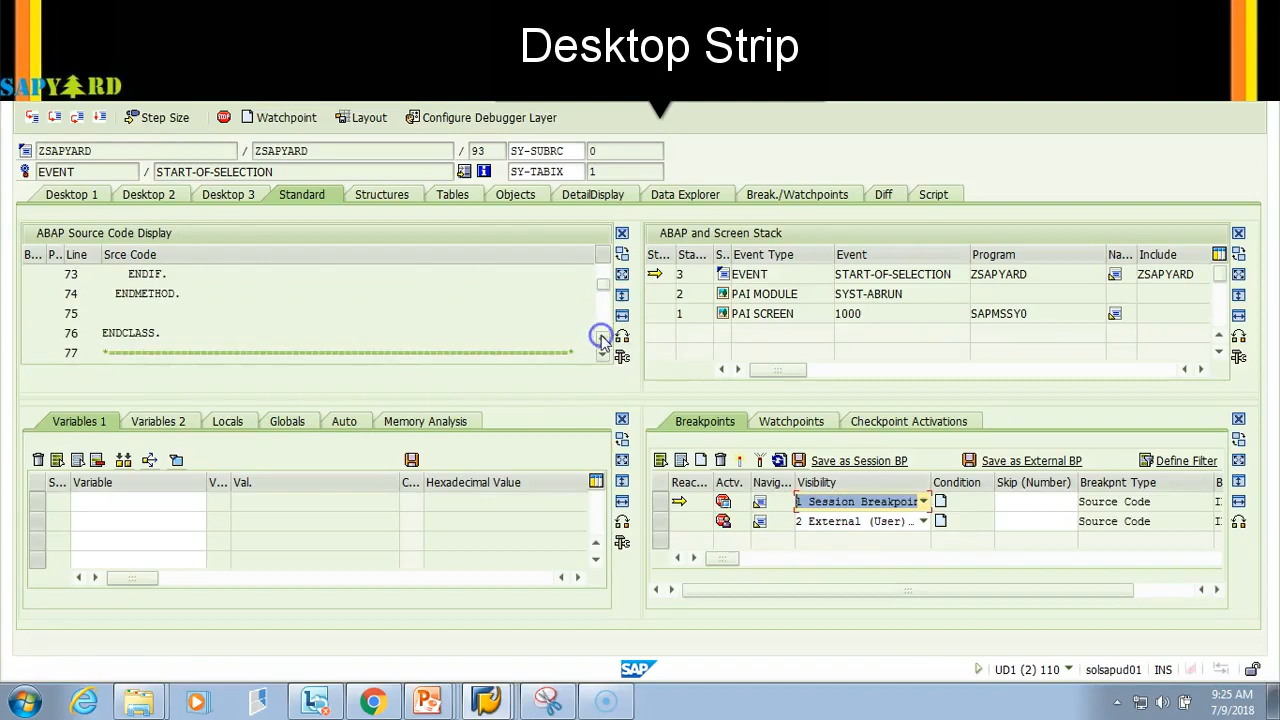 Desktop Strip
SAPYARD
Step Size Watchpoint Layout Configure Debugger Layer
ZSAPYARD / ZSAPYARD / 93 SY-SUBRC 0
EVENT / START-OF-SELECTION SY-TABIX 1
Desktop 1 Desktop 2 Desktop 3 Standard Structures Tables Objects DetailDisplay Data Explorer Break./Watchpoints Diff Script
ABAP Source Code Display
B... P.. Line Srce Code
73 ENDIF.
74 ENDMETHOD.
75
76 ENDCLASS.
77 *==================================================================*
ABAP and Screen Stack
St... Sta... S.. Event Type Event Program Na... Include
3 EVENT START-OF-SELECTION ZSAPYARD ZSAPYARD
2 PAI MODULE SYST-ABRUN
1 PAI SCREEN 1000 SAPMSSY0
Variables 1 Variables 2 Locals Globals Auto Memory Analysis
S... Variable V... Val. C... Hexadecimal Value
Breakpoints Watchpoints Checkpoint Activations
Save as Session BP Save as External BP Define Filter
Reac... Actv. Navig... Visibility Condition Skip (Number) Breakpnt Type B
1 Session Breakpoin Source Code I
2 External (User)... Source Code I
SAP
UD1 (2) 110 solsapud01 INS
9:25 AM
7/9/2018